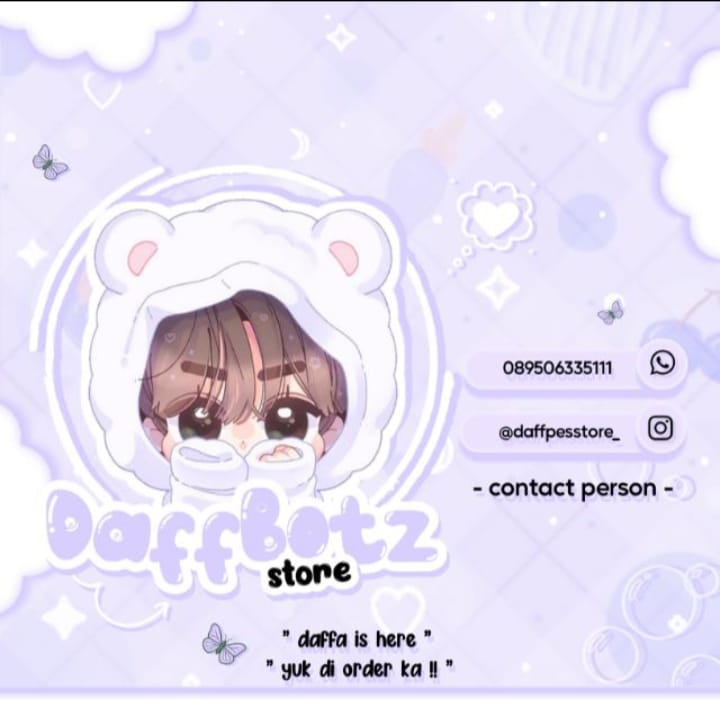 089506335111
@daffpesstore_
- contact person -
DaffBotz
store
" daffa is here "
" yuk di order ka !! "